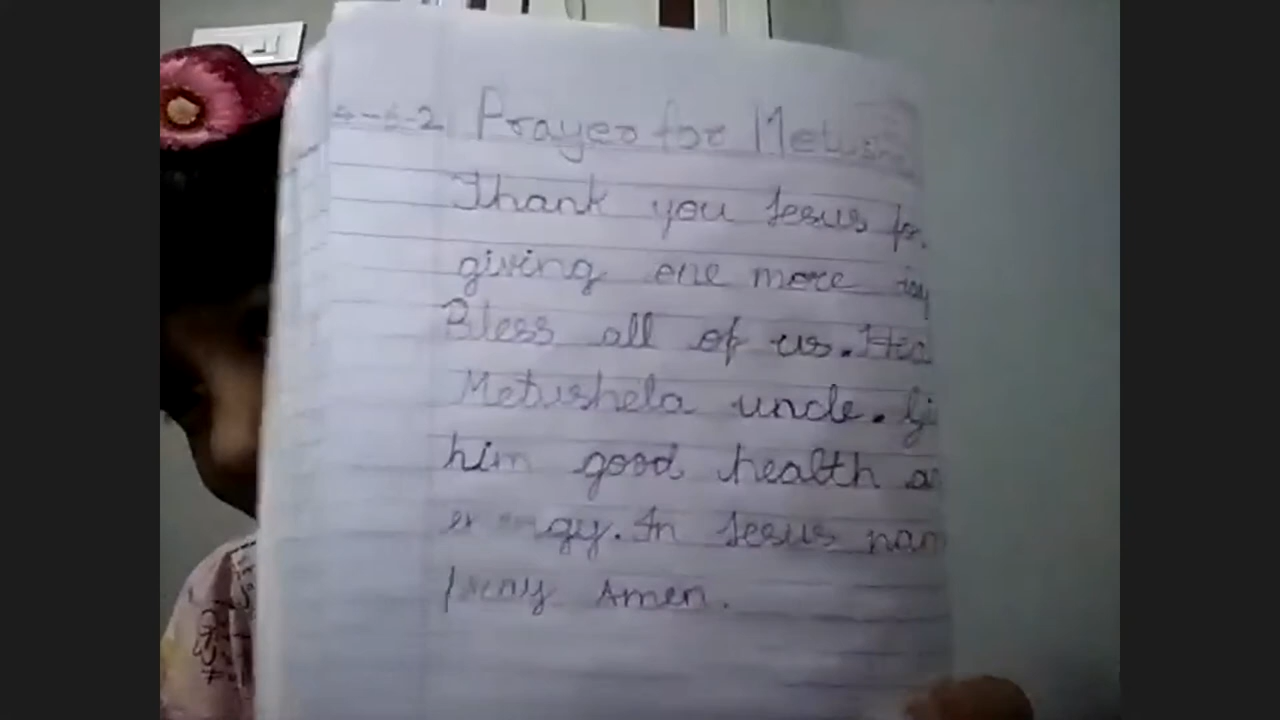 Prayer for
Thank you Jesus for
giving one more day
Bless all of us.
Metushela uncle.
him good health
In Jesus
Amen.